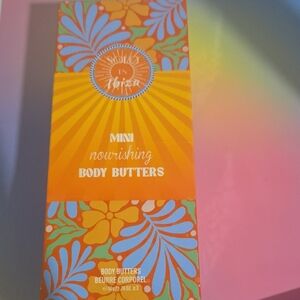 Ibiza
MINI
nourishing
BODY BUTTERS
BODY BUTTERS
BEURRE CORPOREL